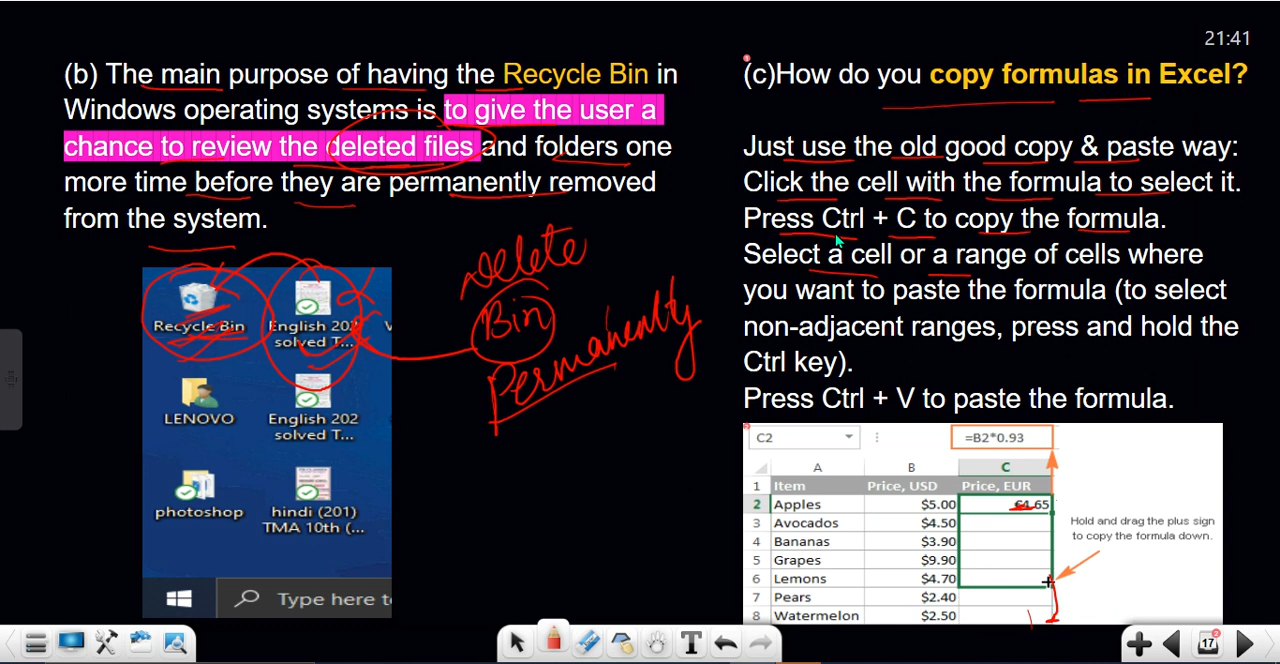 21:41
(b) The main purpose of having the Recycle Bin in
Windows operating systems is to give the user a
chance to review the deleted files and folders one
more time before they are permanently removed
from the system.
Delete
Bin
Permanently
Recycle Bin
English 202
solved T...
V
LENOVO
English 202
solved T...
photoshop
hindi (201)
TMA 10th (...
Type here t
(c)How do you copy formulas in Excel?
Just use the old good copy & paste way:
Click the cell with the formula to select it.
Press Ctrl + C to copy the formula.
Select a cell or a range of cells where
you want to paste the formula (to select
non-adjacent ranges, press and hold the
Ctrl key).
Press Ctrl + V to paste the formula.
C2 =B2*0.93
A B C
1 Item Price, USD Price, EUR
2 Apples $5.00 €4.65
3 Avocados $4.50
4 Bananas $3.90
5 Grapes $9.90
6 Lemons $4.70
7 Pears $2.40
8 Watermelon $2.50
Hold and drag the plus sign
to copy the formula down.
T
17
2